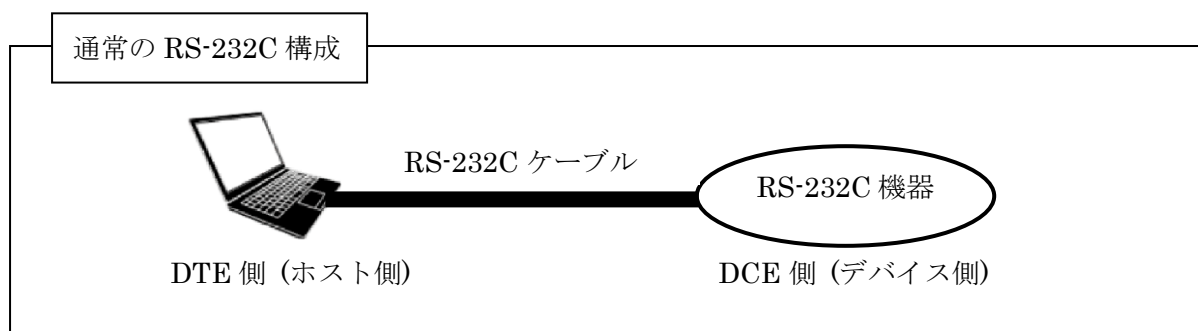 通常の RS-232C 構成
RS-232C ケーブル
RS-232C 機器
DTE 側 (ホスト側)
DCE 側 (デバイス側)